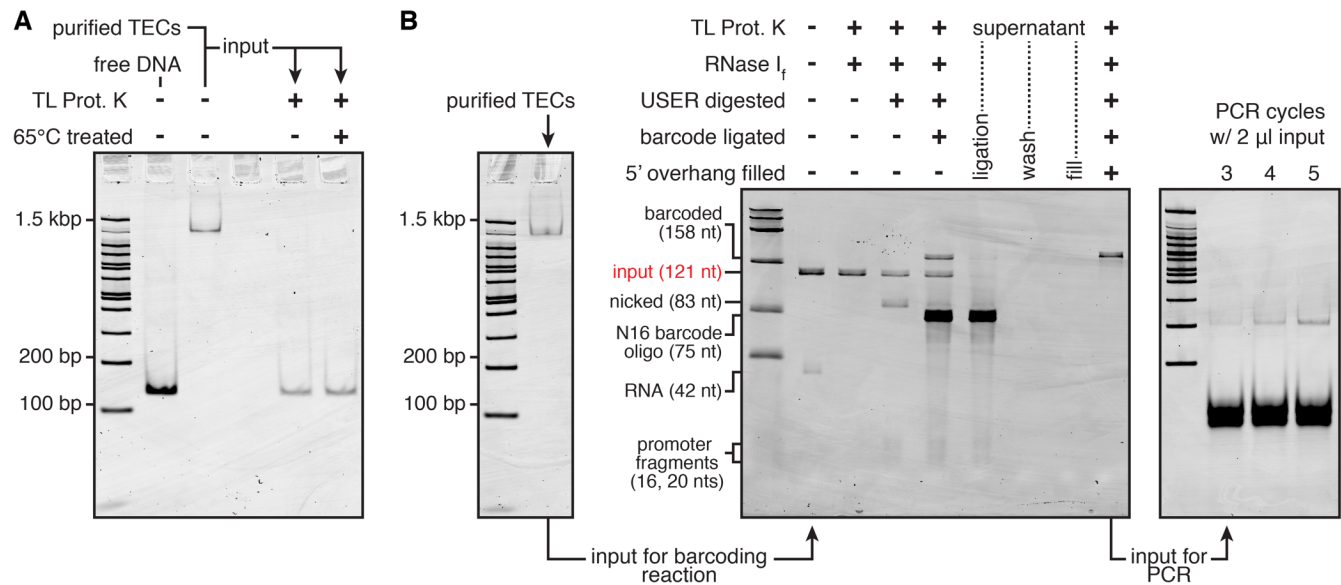 A
purified TECs
input
free DNA
TL Prot. K - - + +
65°C treated - - - +
1.5 kbp
200 bp
100 bp
B
purified TECs
1.5 kbp
200 bp
100 bp
TL Prot. K - + + + supernatant +
RNase If - + + + +
USER digested - - + + +
barcode ligated - - - + +
5' overhang filled - - - - ligation wash fill +
barcoded
(158 nt)
input (121 nt)
nicked (83 nt)
N16 barcode
oligo (75 nt)
RNA (42 nt)
promoter
fragments
(16, 20 nts)
PCR cycles
w/ 2 µl input
3 4 5
input for barcoding
reaction
input for
PCR